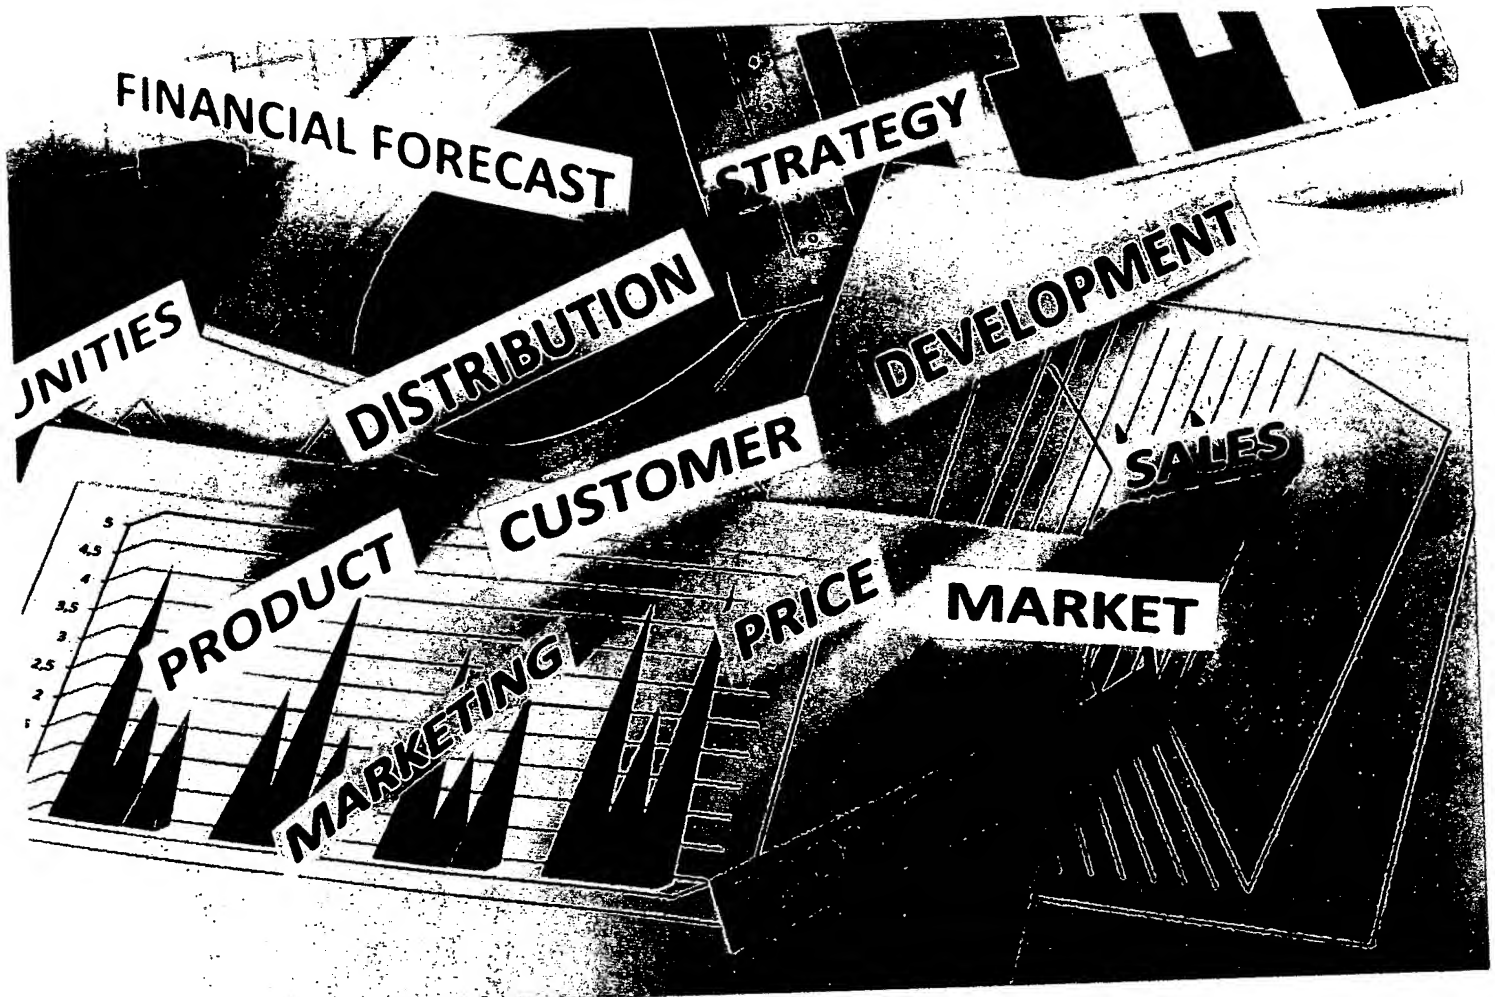 FINANCIAL FORECAST
STRATEGY
DEVELOPMENT
UNITIES
DISTRIBUTION
CUSTOMER
SALES
PRODUCT
PRICE
MARKET
MARKETING
5
4,5
4
3,5
3
2,5
2